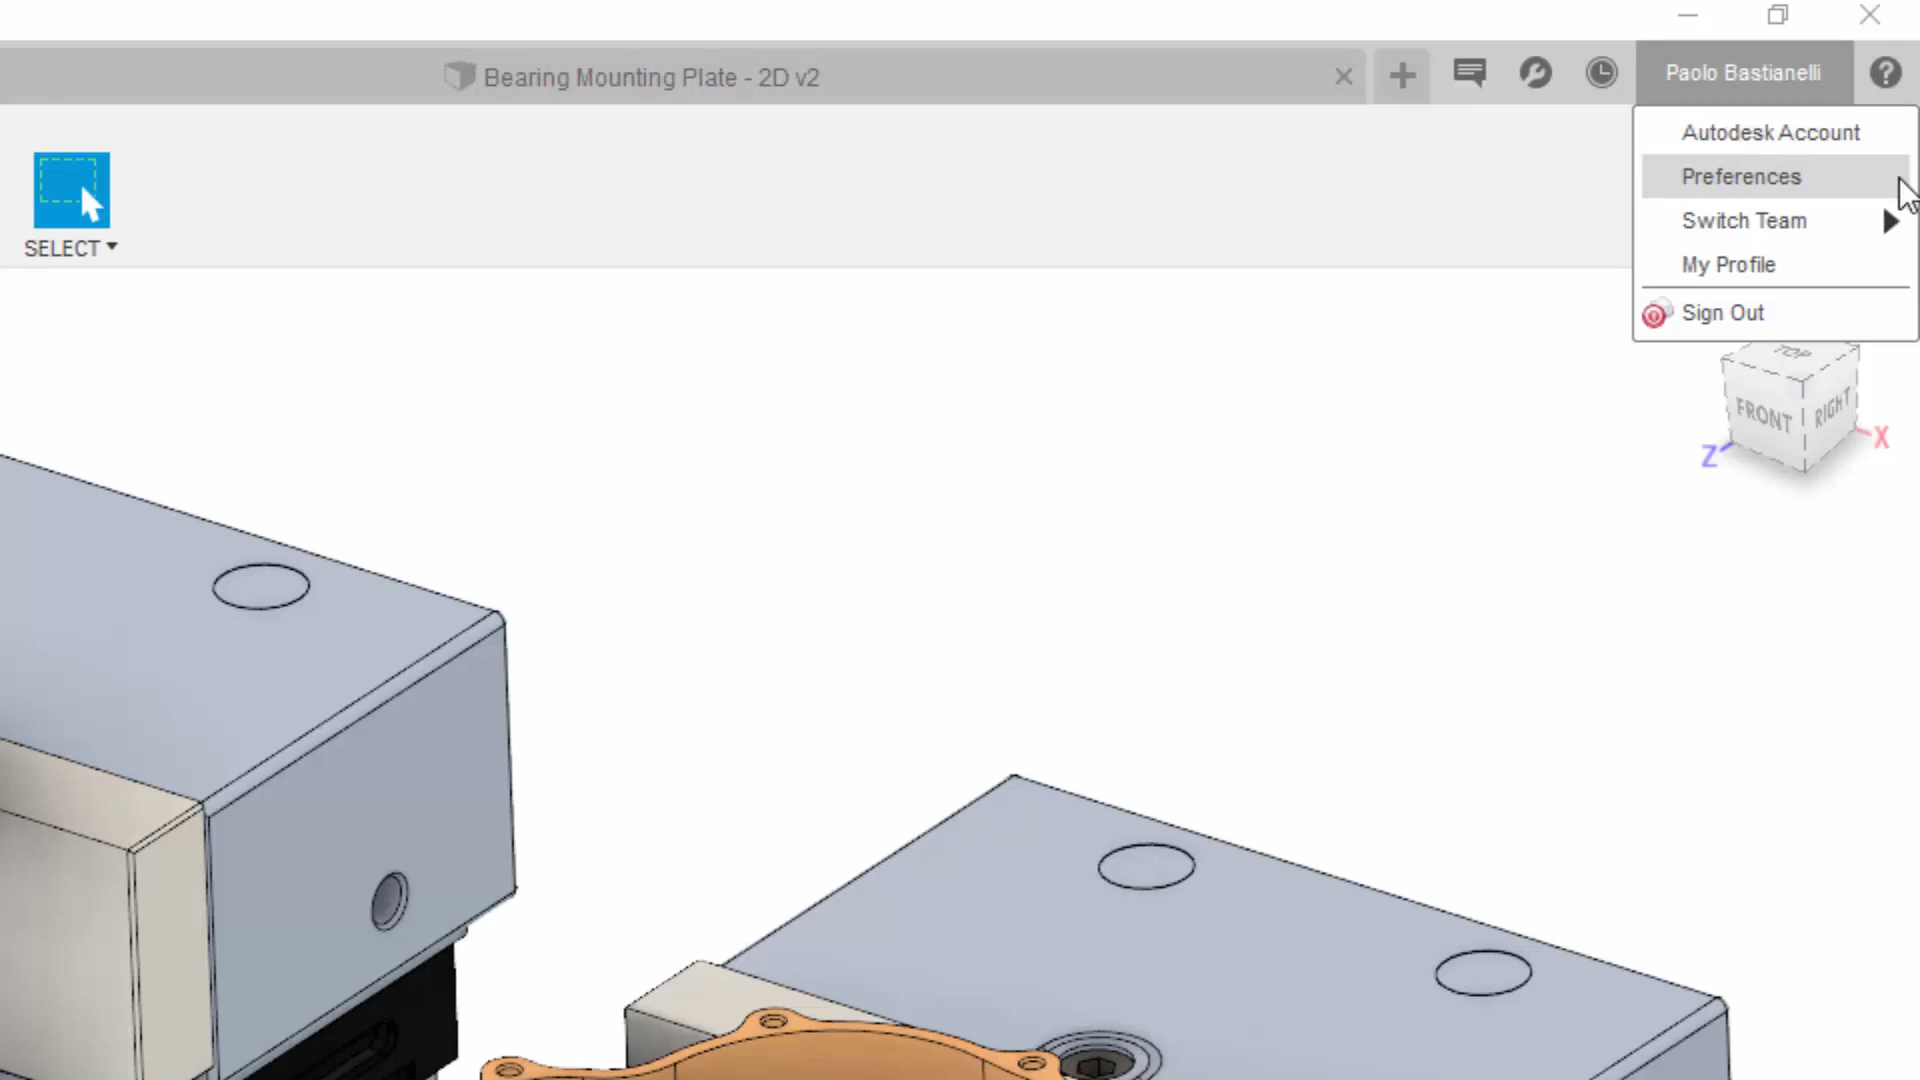 Bearing Mounting Plate - 2D v2
Paolo Bastianelli
Autodesk Account
Preferences
Switch Team
My Profile
Sign Out
SELECT
TOP
FRONT
RIGHT
Z
X